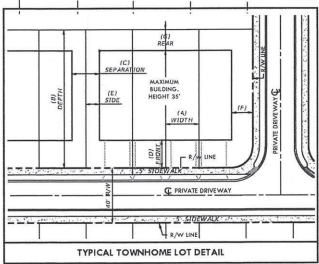 (G)
REAR
(C)
SEPARATION
MAXIMUM
BUILDING.
HEIGHT 35'
(B)
DEPTH
(E)
SIDE
(A)
WIDTH
(F)
R/W LINE
PRIVATE DRIVEWAY
(D)
FRONT
R/W LINE
5' SIDEWALK
40' R/W
PRIVATE DRIVEWAY
5' SIDEWALK
R/W LINE
TYPICAL TOWNHOME LOT DETAIL